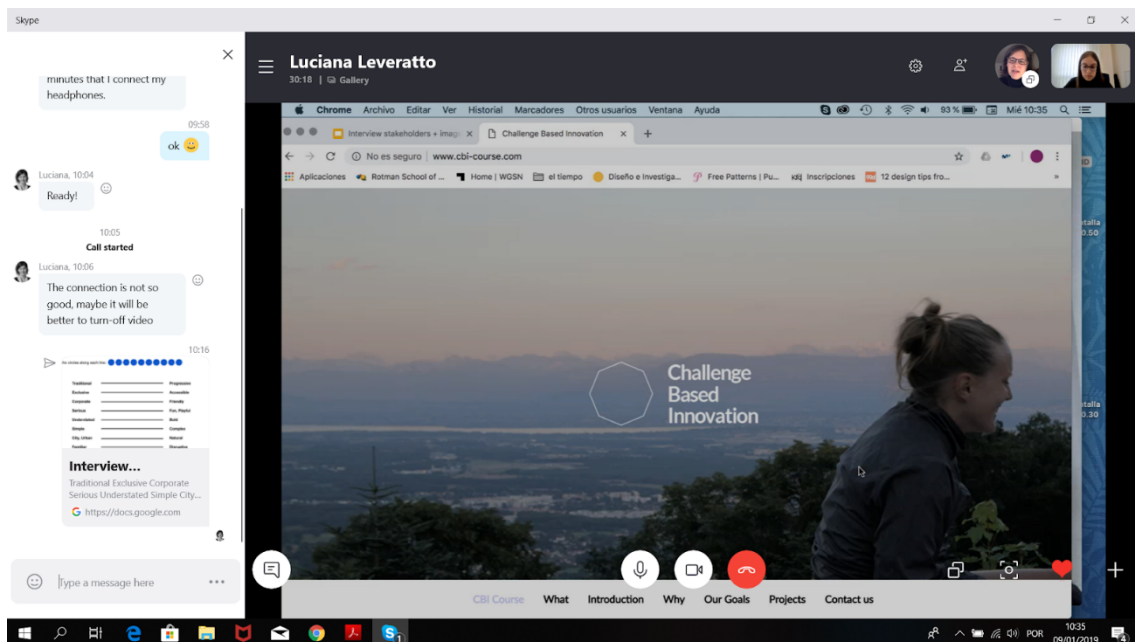 Skype
minutes that I connect my
headphones.
09:58
ok
Luciana, 10:04
Ready!
10:05
Call started
Luciana, 10:06
The connection is not so
good, maybe it will be
better to turn-off video
10:16
Traditional Progressive
Exclusive Accessible
Corporate Friendly
Serious Fun, Playful
Understated Bold
Simple Complex
City, Urban Natural
Interview...
Traditional Exclusive Corporate
Serious Understated Simple City...
https://docs.google.com
Type a message here
Luciana Leveratto
30:18 | Gallery
Chrome Archivo Editar Ver Historial Marcadores Otros usuarios Ventana Ayuda 93 % Mié 10:35
Interview stakeholders + imag Challenge Based Innovation
No es seguro | www.cbi-course.com
Aplicaciones Rotman School of ... Home | WGSN el tiempo Diseño e Investiga... Free Patterns | Pu... Inscripciones 12 design tips fro... »
Challenge
Based
Innovation
CBI Course What Introduction Why Our Goals Projects Contact us
POR
10:35
09/01/2019